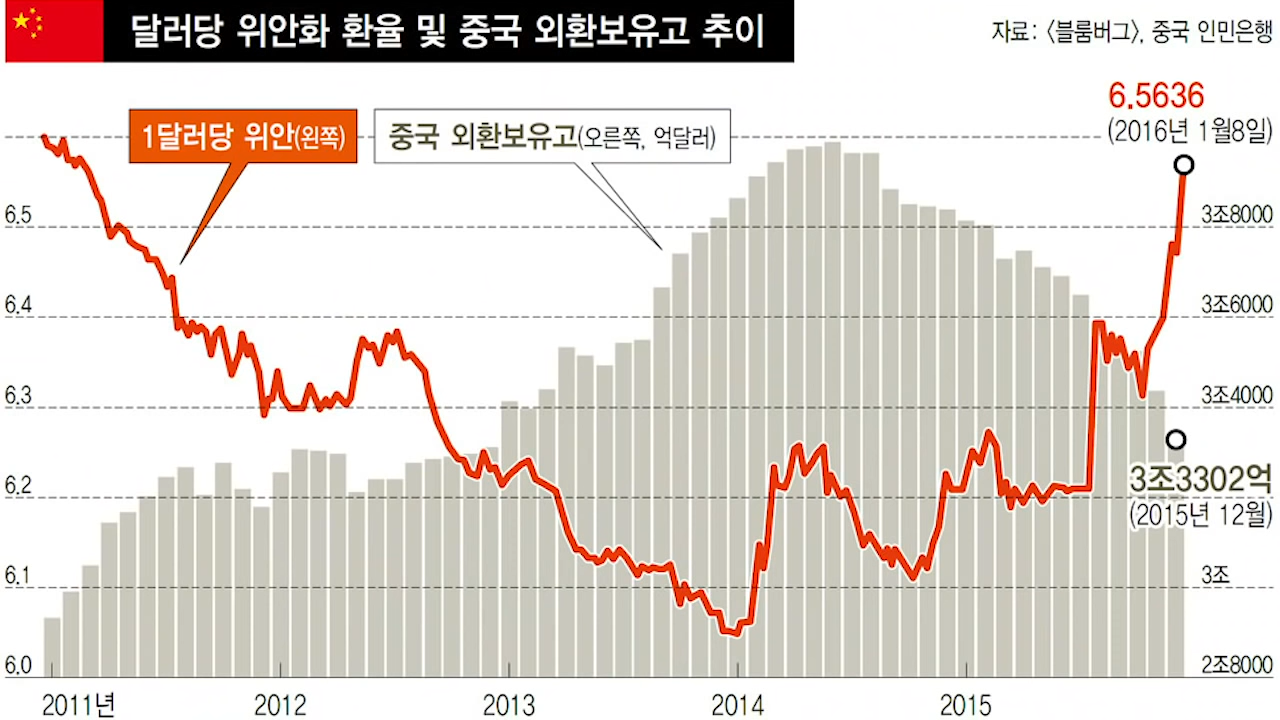 달러당 위안화 환율 및 중국 외환보유고 추이
자료: 〈블룸버그〉, 중국 인민은행
1달러당 위안(왼쪽)
중국 외환보유고(오른쪽, 억달러)
6.5636
(2016년 1월8일)
6.5
3조8000
6.4
3조6000
6.3
3조4000
3조3302억
(2015년 12월)
6.2
6.1
3조
6.0
2조8000
2011년
2012
2013
2014
2015